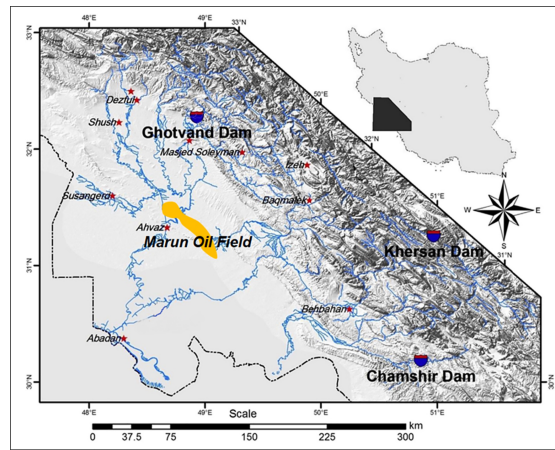 48°E 49°E 33°N
33°N
50°E
Dezful
Shush
Ghotvand Dam
32°N
32°N
Masjed Soleyman
Izeh
N
Susangerd
Baqmalek
51°E
W E
Ahvaz
S
Marun Oil Field
Khersan Dam
31°N
31°N
Behbahan
Abadan
Chamshir Dam
30°N 30°N
48°E 49°E 50°E 51°E
Scale
km
0 37.5 75 150 225 300